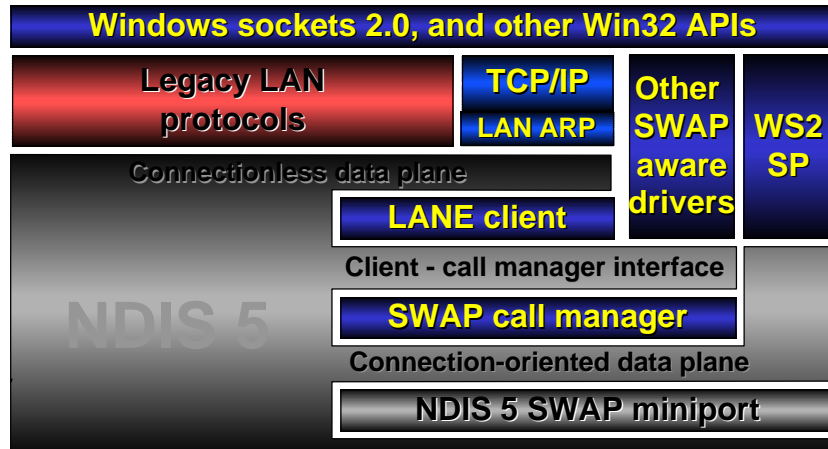 Windows sockets 2.0, and other Win32 APIs
Legacy LAN
protocols
TCP/IP
LAN ARP
Other
SWAP
aware
drivers
WS2
SP
Connectionless data plane
LANE client
Client - call manager interface
NDIS 5
SWAP call manager
Connection-oriented data plane
NDIS 5 SWAP miniport